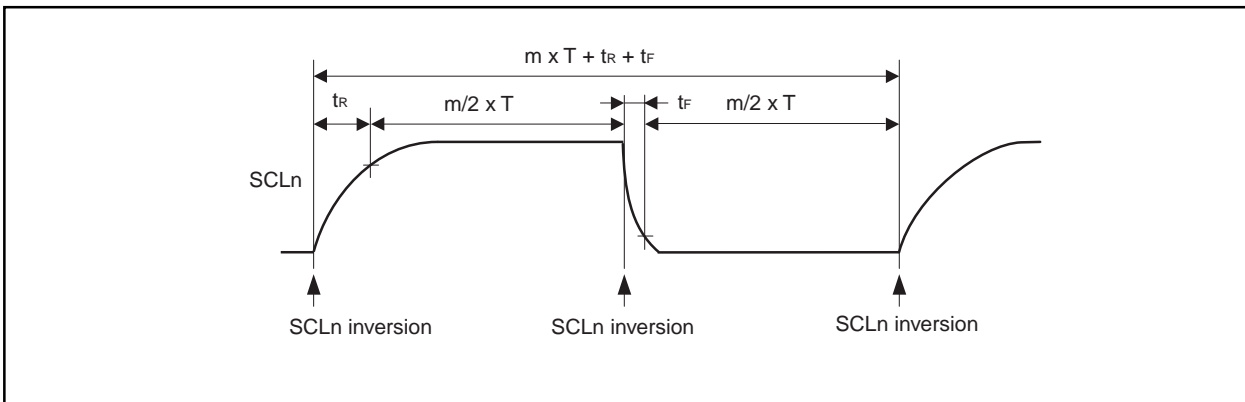 m x T + tR + tF
tR
m/2 x T
tF
m/2 x T
SCLn
SCLn inversion
SCLn inversion
SCLn inversion